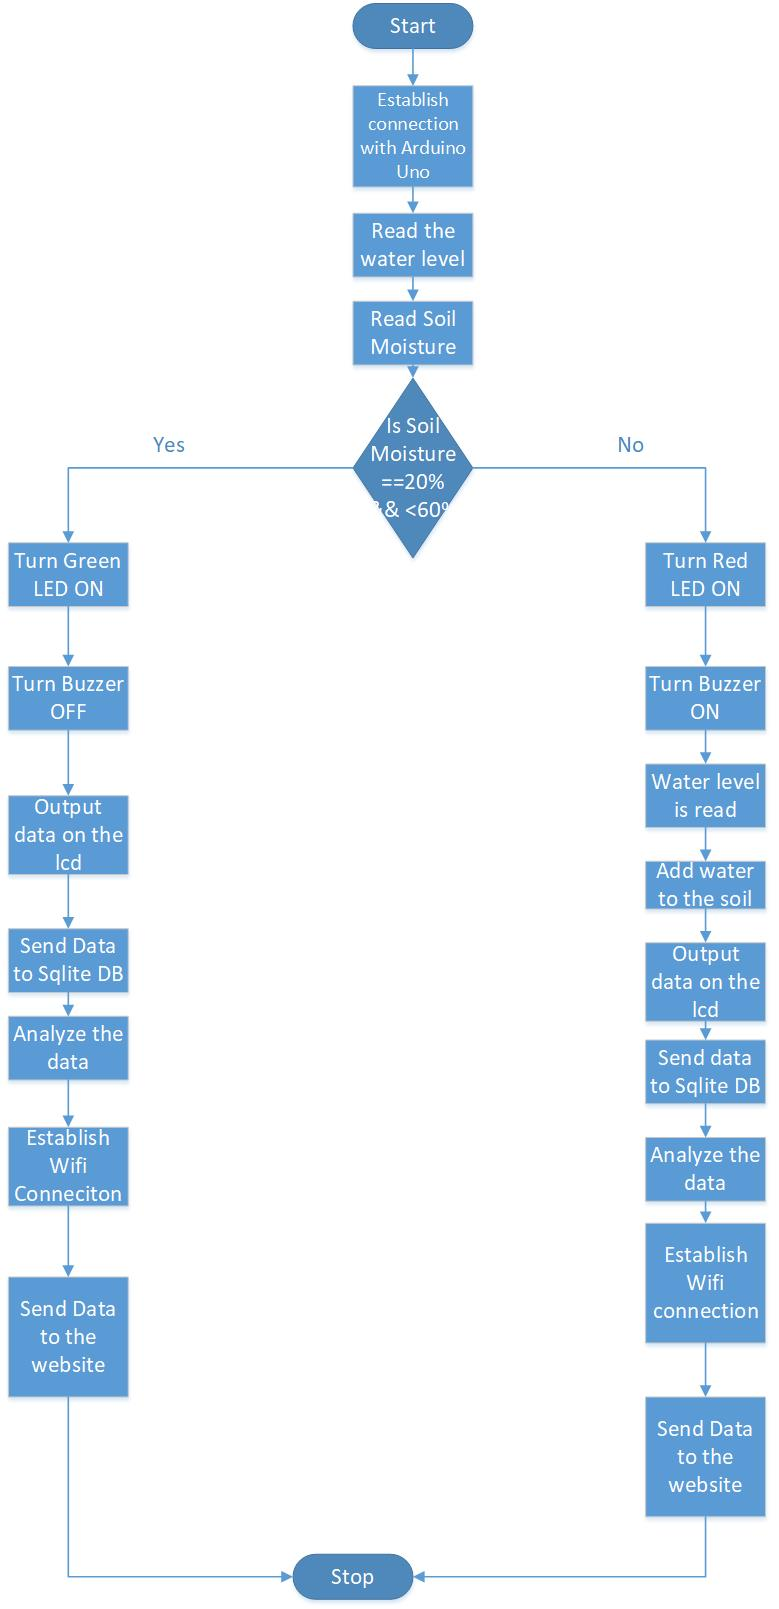 Start
Establish
connection
with Arduino
Uno
Read the
water level
Read Soil
Moisture
Is Soil
Moisture
==20%
& <60%
Yes
No
Turn Green
LED ON
Turn Buzzer
OFF
Output
data on the
lcd
Send Data
to Sqlite DB
Analyze the
data
Establish
Wifi
Conneciton
Send Data
to the
website
Turn Red
LED ON
Turn Buzzer
ON
Water level
is read
Add water
to the soil
Output
data on the
lcd
Send data
to Sqlite DB
Analyze the
data
Establish
Wifi
connection
Send Data
to the
website
Stop